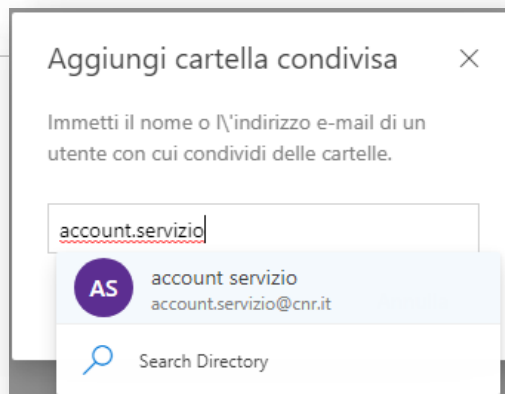 Aggiungi cartella condivisa
Immetti il nome o l\'indirizzo e-mail di un
utente con cui condividi delle cartelle.
account.servizio
AS
account servizio
account.servizio@cnr.it
Search Directory